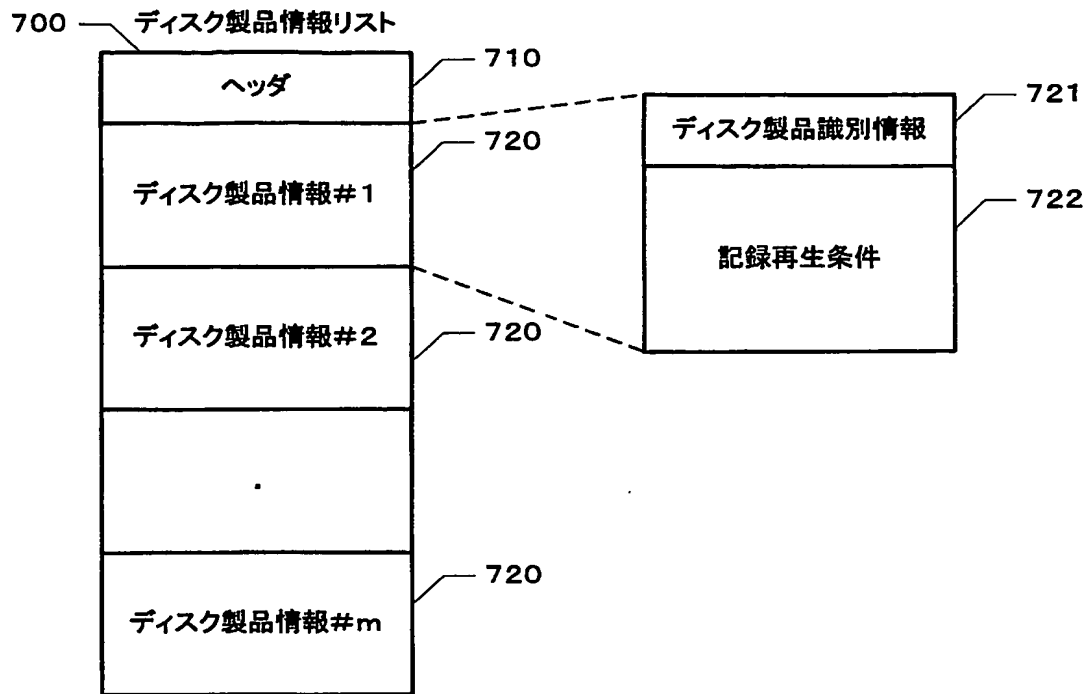 700 ディスク製品情報リスト
ヘッダ 710
ディスク製品情報#1 720
ディスク製品識別情報 721
記録再生条件 722
ディスク製品情報#2 720
.
ディスク製品情報#m 720